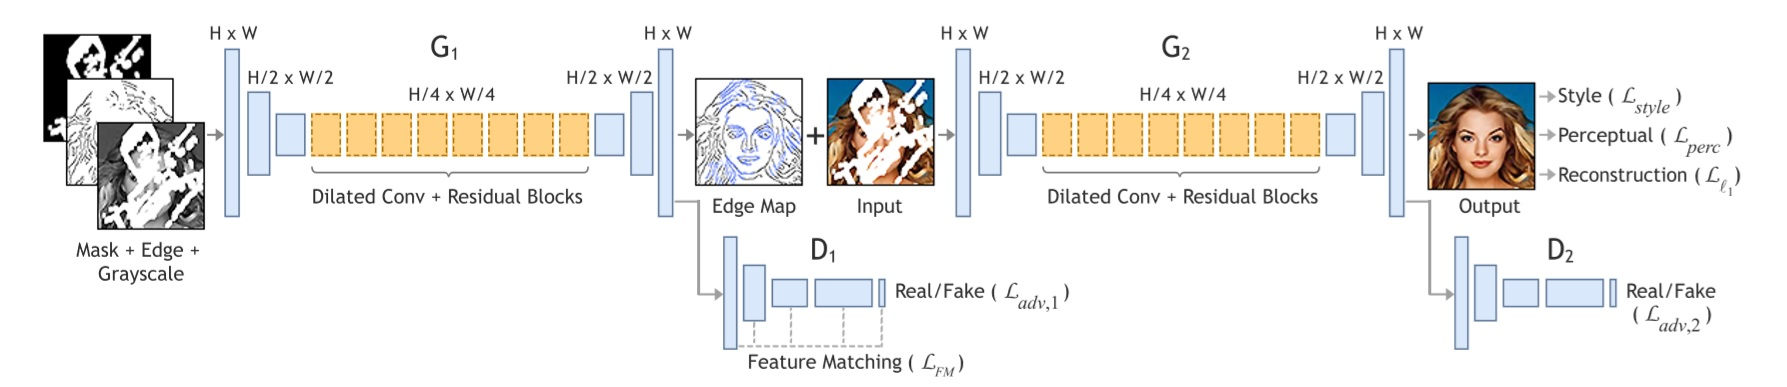 H x W
G1
H/2 x W/2
H/4 x W/4
H/2 x W/2
H x W
Dilated Conv + Residual Blocks
Mask + Edge +
Grayscale
Edge Map
+
Input
H x W
G2
H/2 x W/2
H/4 x W/4
H/2 x W/2
H x W
Dilated Conv + Residual Blocks
Output
Style ( ℒstyle )
Perceptual ( ℒperc )
Reconstruction ( ℒℓ1 )
D1
Real/Fake ( ℒadv,1 )
Feature Matching ( ℒFM )
D2
Real/Fake
( ℒadv,2 )